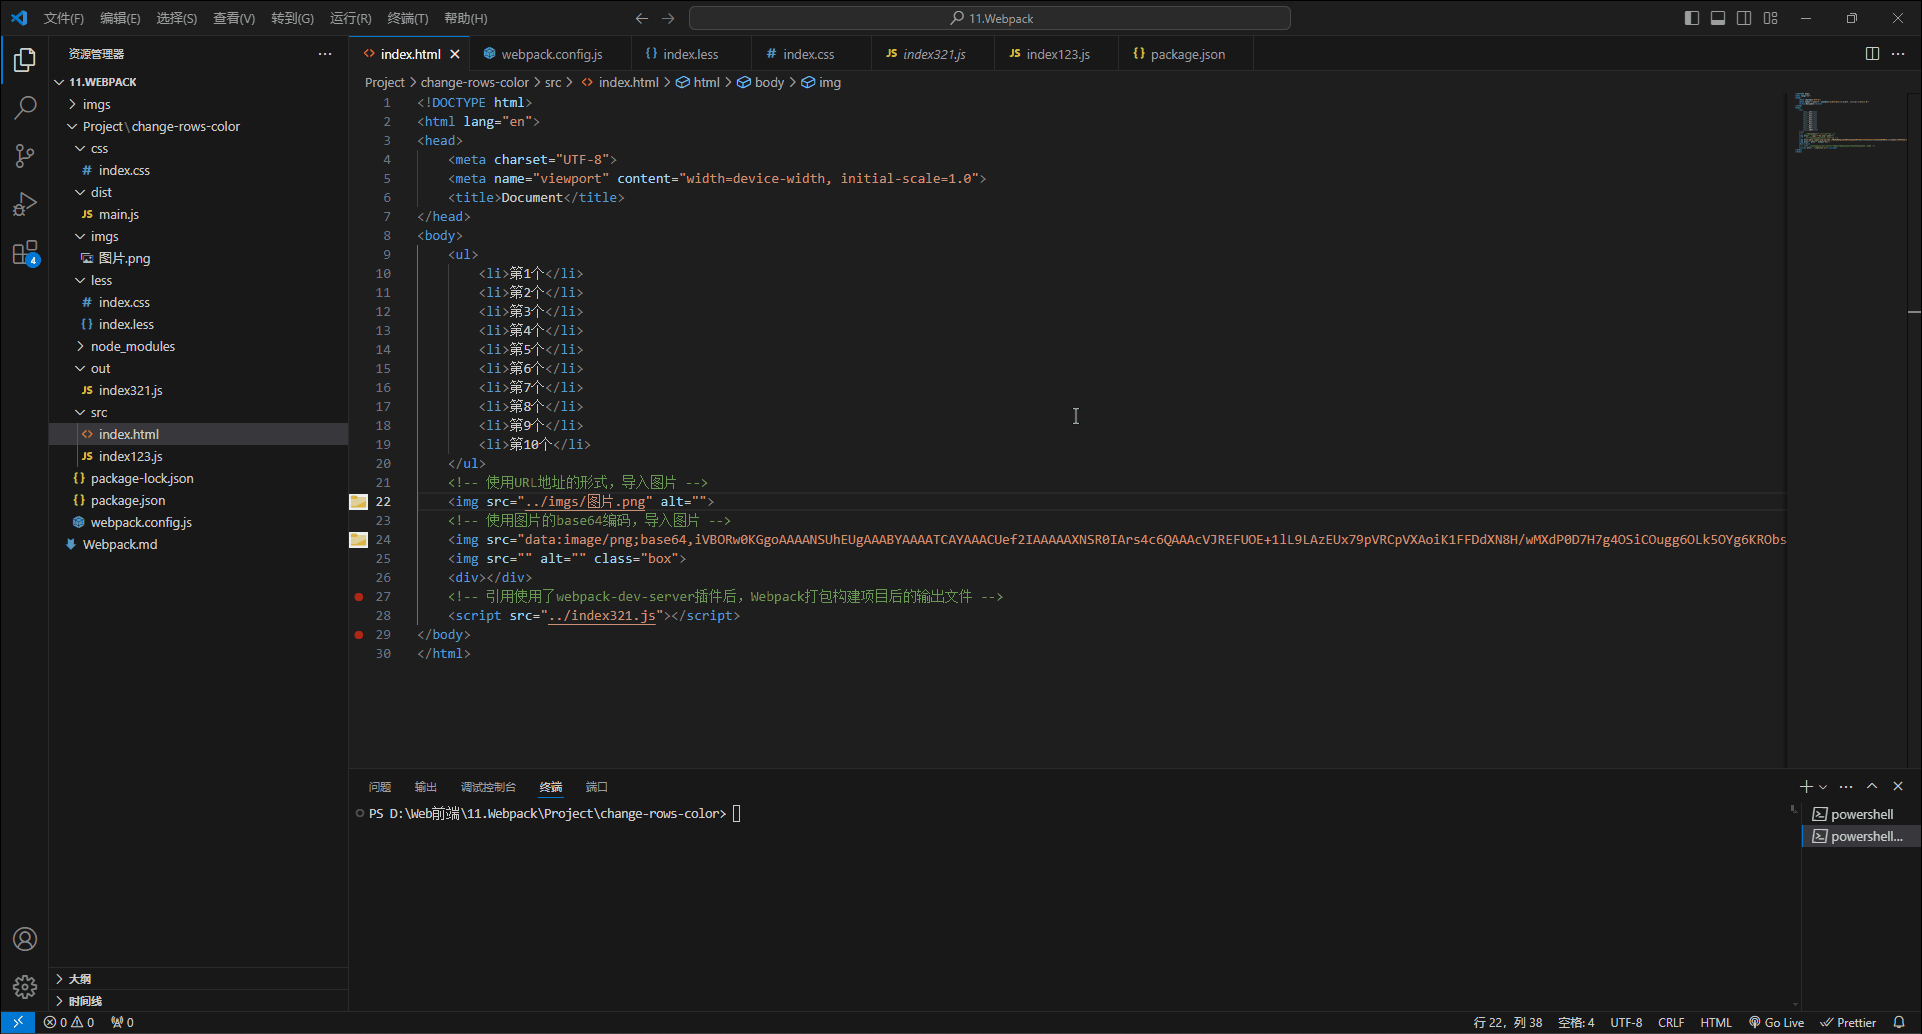 文件(F) 编辑(E) 选择(S) 查看(V) 转到(G) 运行(R) 终端(T) 帮助(H)
11.Webpack
资源管理器
11.WEBPACK
imgs
Project\change-rows-color
css
# index.css
dist
JS main.js
imgs
图片.png
less
# index.css
{} index.less
node_modules
out
JS index321.js
src
<> index.html
JS index123.js
{} package-lock.json
{} package.json
webpack.config.js
Webpack.md
大纲
时间线
4
<> index.html webpack.config.js {} index.less # index.css JS index321.js JS index123.js {} package.json
Project > change-rows-color > src > <> index.html > html > body > img
1 <!DOCTYPE html>
2 <html lang="en">
3 <head>
4 <meta charset="UTF-8">
5 <meta name="viewport" content="width=device-width, initial-scale=1.0">
6 <title>Document</title>
7 </head>
8 <body>
9 <ul>
10 <li>第1个</li>
11 <li>第2个</li>
12 <li>第3个</li>
13 <li>第4个</li>
14 <li>第5个</li>
15 <li>第6个</li>
16 <li>第7个</li>
17 <li>第8个</li>
18 <li>第9个</li>
19 <li>第10个</li>
20 </ul>
21 <!-- 使用URL地址的形式，导入图片 -->
22 <img src="../imgs/图片.png" alt="">
23 <!-- 使用图片的base64编码，导入图片 -->
24 <img src="data:image/png;base64,iVBORw0KGgoAAAANSUhEUgAAABYAAAATCAYAAACUef2IAAAAAXNSR0IArs4c6QAAAcVJREFUOE+1lL9LAzEUx79pVRCpVXAoiK1FFDdXN8H/wMXdP0D7H7g4OSiCOugg6OLk5OYg6KRObs
25 <img src="" alt="" class="box">
26 <div></div>
27 <!-- 引用使用了webpack-dev-server插件后，Webpack打包构建项目后的输出文件 -->
28 <script src="../index321.js"></script>
29 </body>
30 </html>
问题 输出 调试控制台 终端 端口
PS D:\Web前端\11.Webpack\Project\change-rows-color>
powershell
powershell...
0 0 0
行 22，列 38 空格: 4 UTF-8 CRLF HTML Go Live Prettier